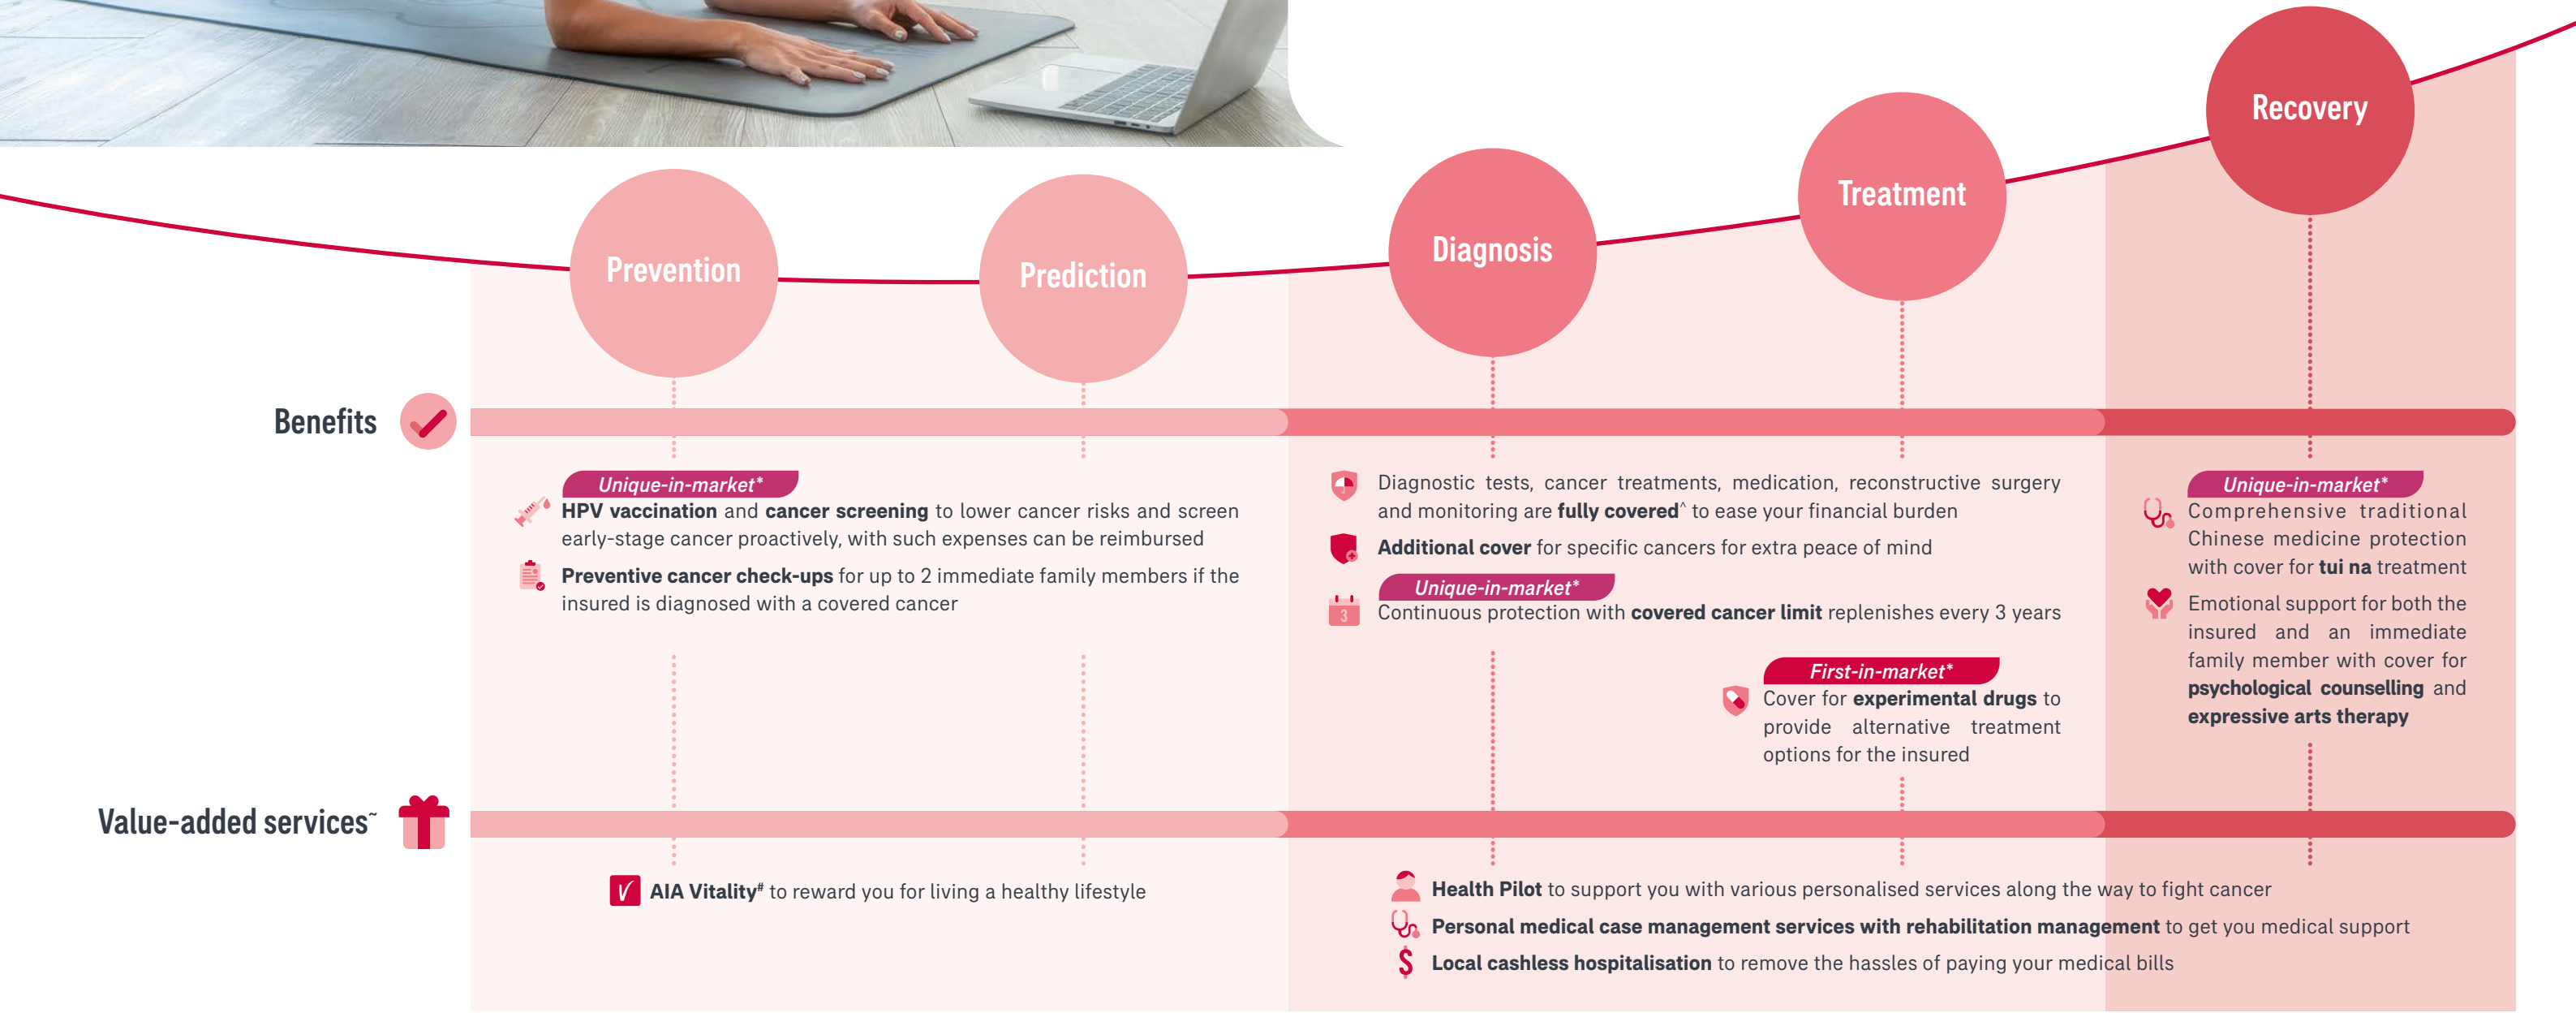 Recovery
Treatment
Diagnosis
Prevention
Prediction
Benefits
Unique-in-market*
HPV vaccination and cancer screening to lower cancer risks and screen
early-stage cancer proactively, with such expenses can be reimbursed
Preventive cancer check-ups for up to 2 immediate family members if the
insured is diagnosed with a covered cancer
Diagnostic tests, cancer treatments, medication, reconstructive surgery
and monitoring are fully covered^ to ease your financial burden
Additional cover for specific cancers for extra peace of mind
Unique-in-market*
3
Continuous protection with covered cancer limit replenishes every 3 years
First-in-market*
Cover for experimental drugs to
provide alternative treatment
options for the insured
Unique-in-market*
Comprehensive traditional
Chinese medicine protection
with cover for tui na treatment
Emotional support for both the
insured and an immediate
family member with cover for
psychological counselling and
expressive arts therapy
Value-added services~
AIA Vitality# to reward you for living a healthy lifestyle
Health Pilot to support you with various personalised services along the way to fight cancer
Personal medical case management services with rehabilitation management to get you medical support
$
Local cashless hospitalisation to remove the hassles of paying your medical bills